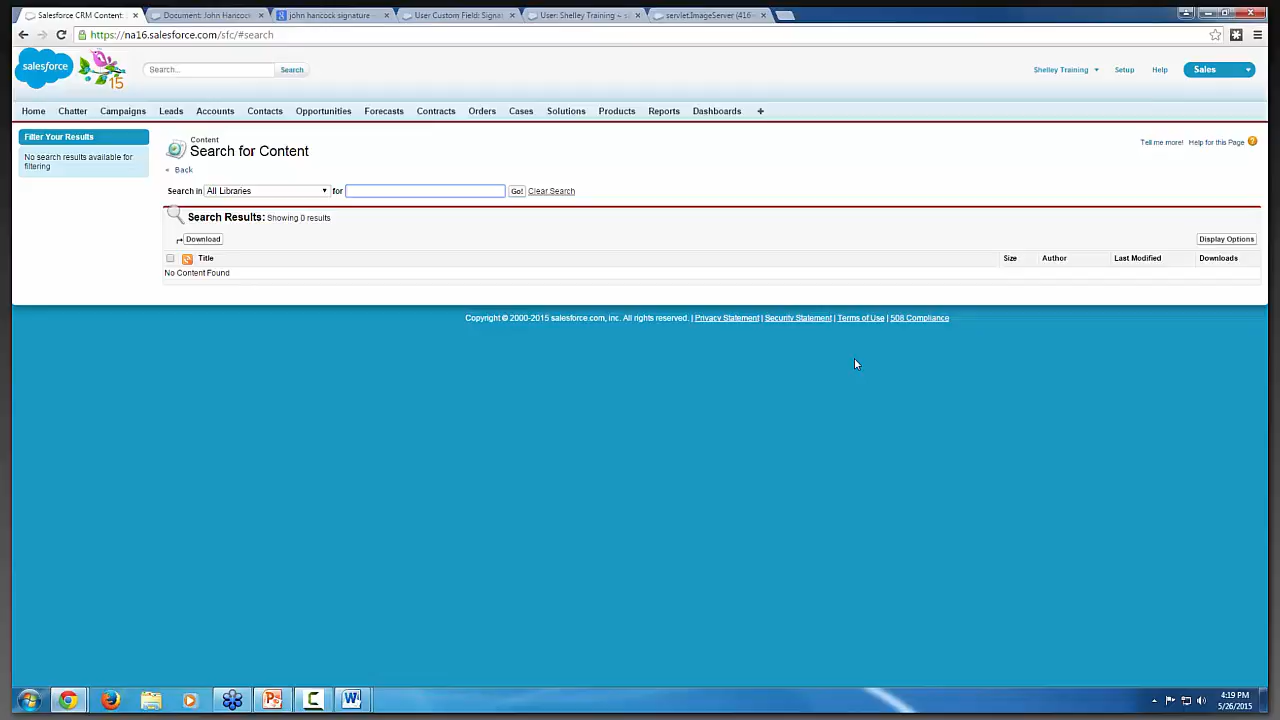 Salesforce CRM Content:
Document: John Hancock
john hancock signature
User Custom Field: Signa
User: Shelley Training ~ s
servlet.ImageServer (416
https://na16.salesforce.com/sfc/#search
salesforce
15
Search...
Search
Shelley Training
Setup
Help
Sales
Home
Chatter
Campaigns
Leads
Accounts
Contacts
Opportunities
Forecasts
Contracts
Orders
Cases
Solutions
Products
Reports
Dashboards
+
Filter Your Results
No search results available for
filtering
Content
Search for Content
Tell me more!
Help for this Page
« Back
Search in
All Libraries
for
Go!
Clear Search
Search Results: Showing 0 results
Download
Display Options
Title
Size
Author
Last Modified
Downloads
No Content Found
Copyright © 2000-2015 salesforce.com, inc. All rights reserved. | Privacy Statement | Security Statement | Terms of Use | 508 Compliance
4:19 PM
5/26/2015